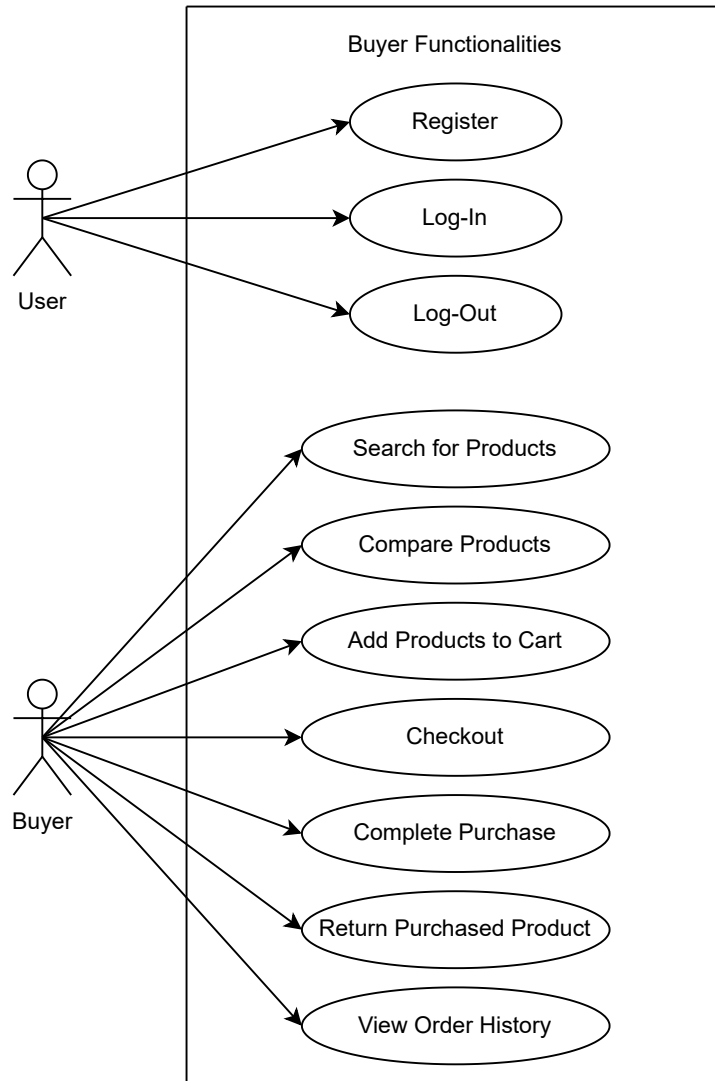 Buyer Functionalities
Register
Log-In
Log-Out
User
Search for Products
Compare Products
Add Products to Cart
Checkout
Complete Purchase
Return Purchased Product
View Order History
Buyer